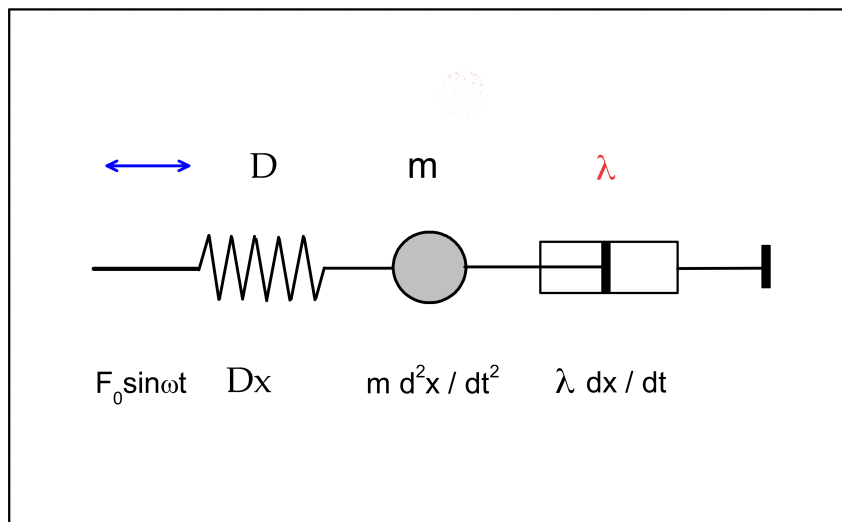 D m λ
F₀sinωt Dx m d²x / dt² λ dx / dt